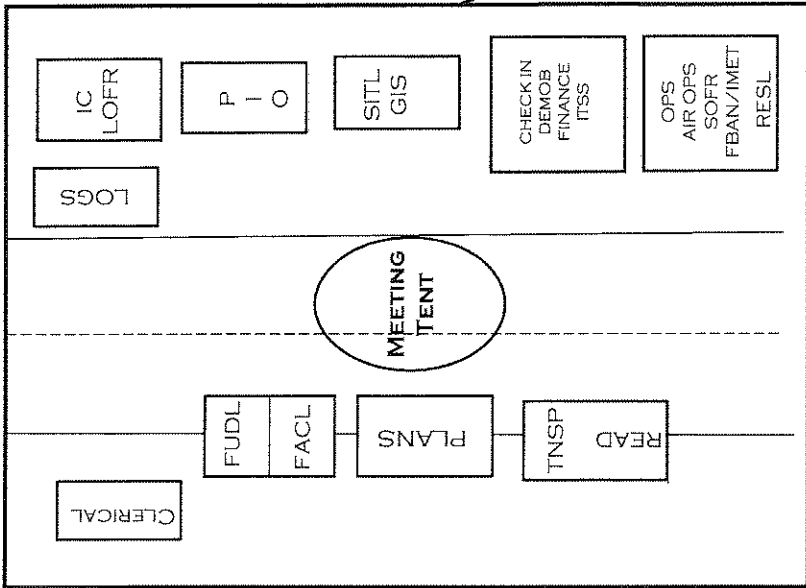 IC
LOFR
P
I
O
SITL
GIS
CHECK IN
DEMOB
FINANCE
ITSS
OPS
AIR OPS
SOFR
FBAN/IMET
RESL
LOGS
MEETING
TENT
FUDL
FACL
PLANS
TNSP
READ
CLERICAL